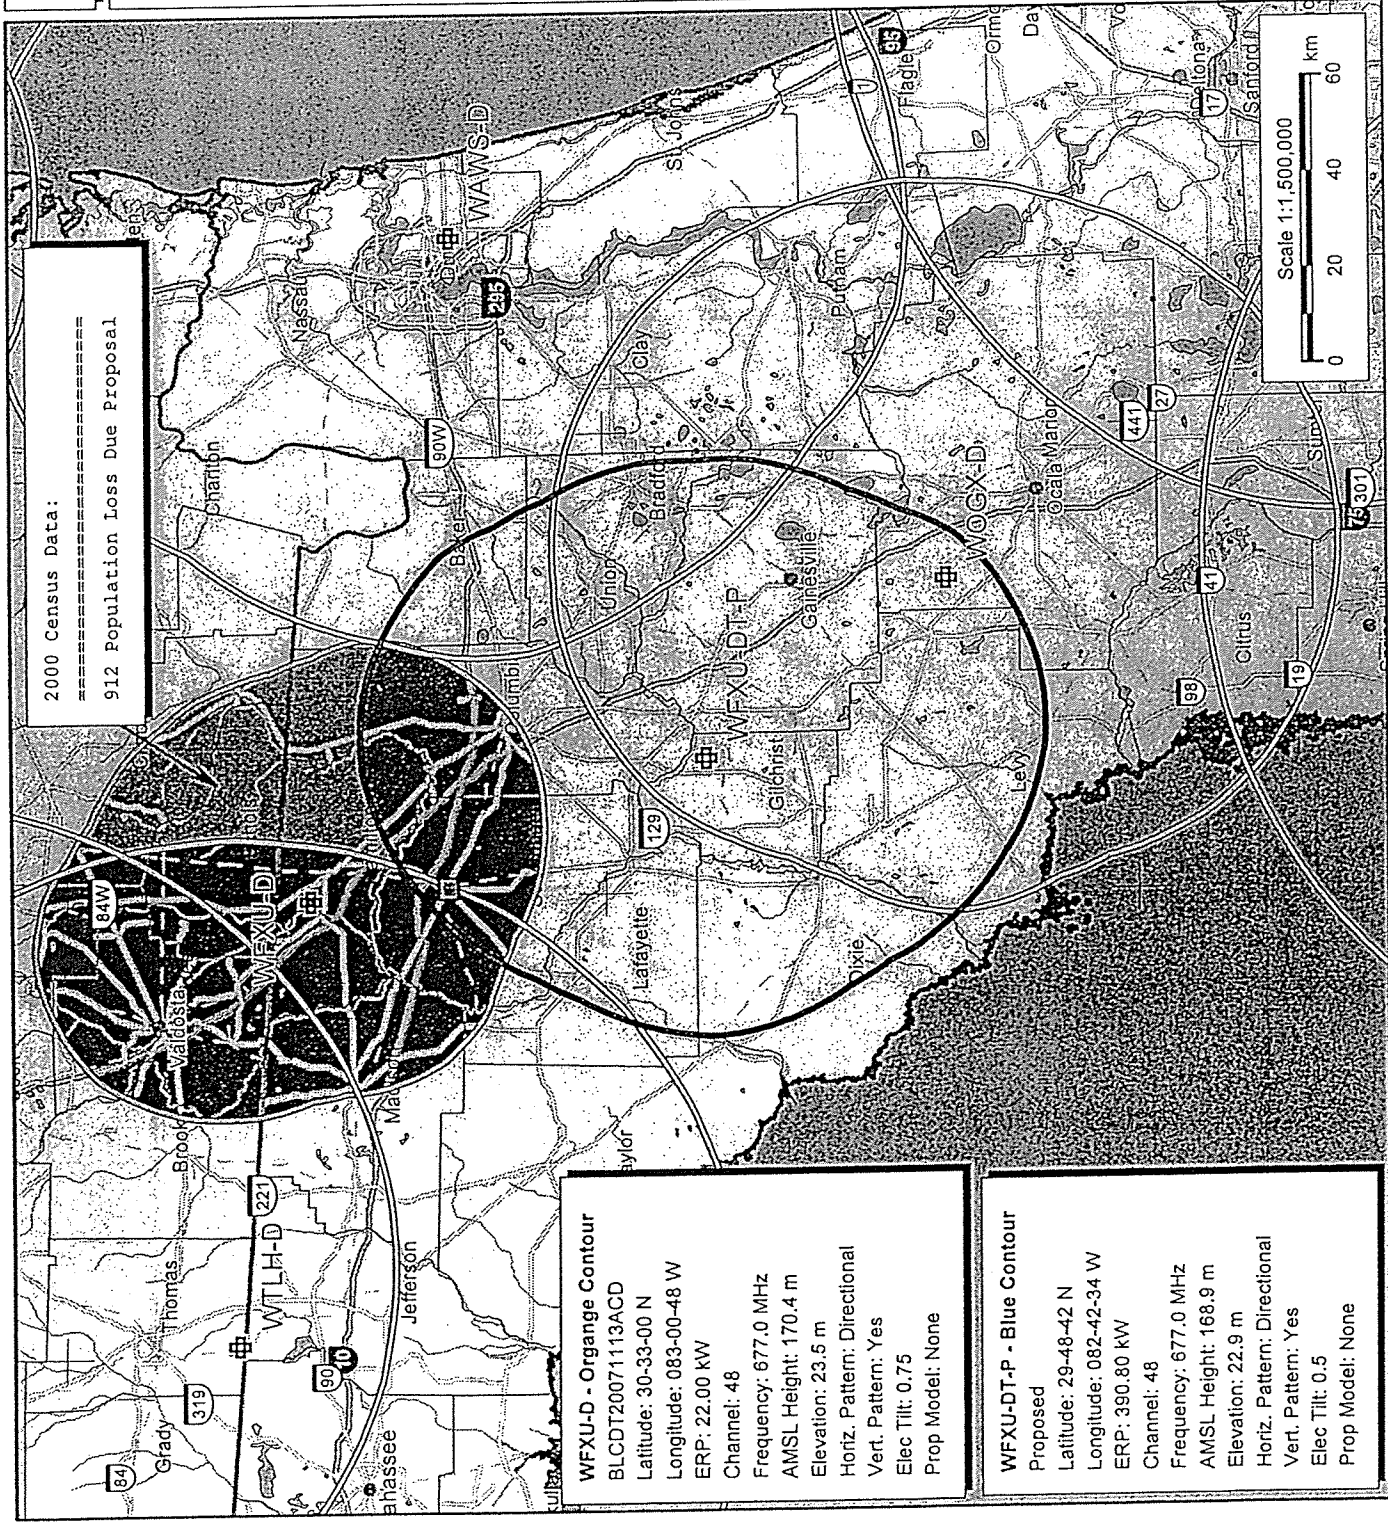 2000 Census Data:
==============================
912 Population Loss Due Proposal
WFXU-D - Organge Contour
BLCDT20071113ACD
Latitude: 30-33-00 N
Longitude: 083-00-48 W
ERP: 22.00 kW
Channel: 48
Frequency: 677.0 MHz
AMSL Height: 170.4 m
Elevation: 23.5 m
Horiz. Pattern: Directional
Vert. Pattern: Yes
Elec Tilt: 0.75
Prop Model: None
WFXU-DT-P - Blue Contour
Proposed
Latitude: 29-48-42 N
Longitude: 082-42-34 W
ERP: 390.80 kW
Channel: 48
Frequency: 677.0 MHz
AMSL Height: 168.9 m
Elevation: 22.9 m
Horiz. Pattern: Directional
Vert. Pattern: Yes
Elec Tilt: 0.5
Prop Model: None
Scale 1:1,500,000
0 20 40 60 km
WTLH-D
WFXU-D
WFXU-DT-P
WOGX-D
WAWS-D
Grady
Thomas
Brook
Jefferson
ahassee
aylor
Valdosta
Lafayette
Dixie
Gilchrist
Levy
Charlton
Nassau
Baker
Union
Bradford
Clay
St. Johns
Putnam
Flagler
Gainesville
Ocala Marion
Citrus
Sumt
Sanford
84
319
221
90
10
84W
129
90W
295
1
95
17
441
27
41
98
19
75
301